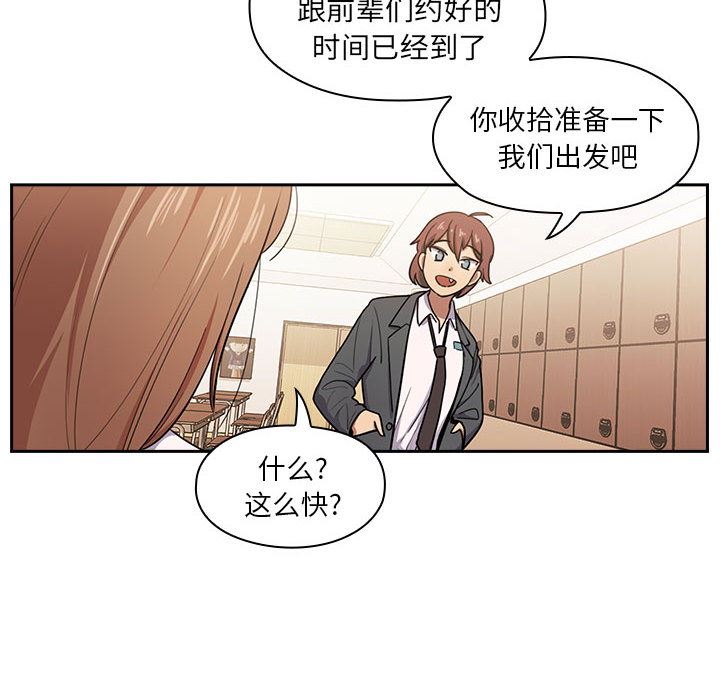 跟前辈们约好的
时间已经到了
你收拾准备一下
我们出发吧
什么?
这么快?